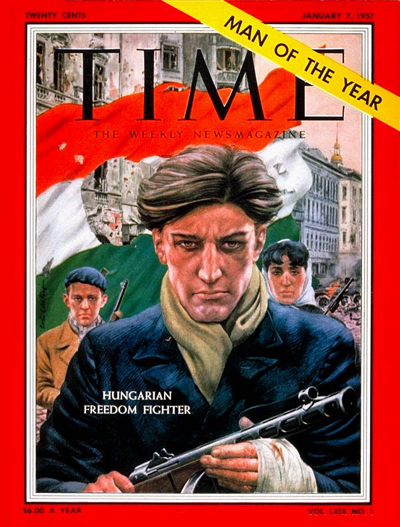 TWENTY CENTS
JANUARY 7, 1957
MAN OF THE YEAR
TIME
THE WEEKLY NEWSMAGAZINE
HUNGARIAN
FREEDOM FIGHTER
$6.00 A YEAR
VOL. LXIX NO. 1